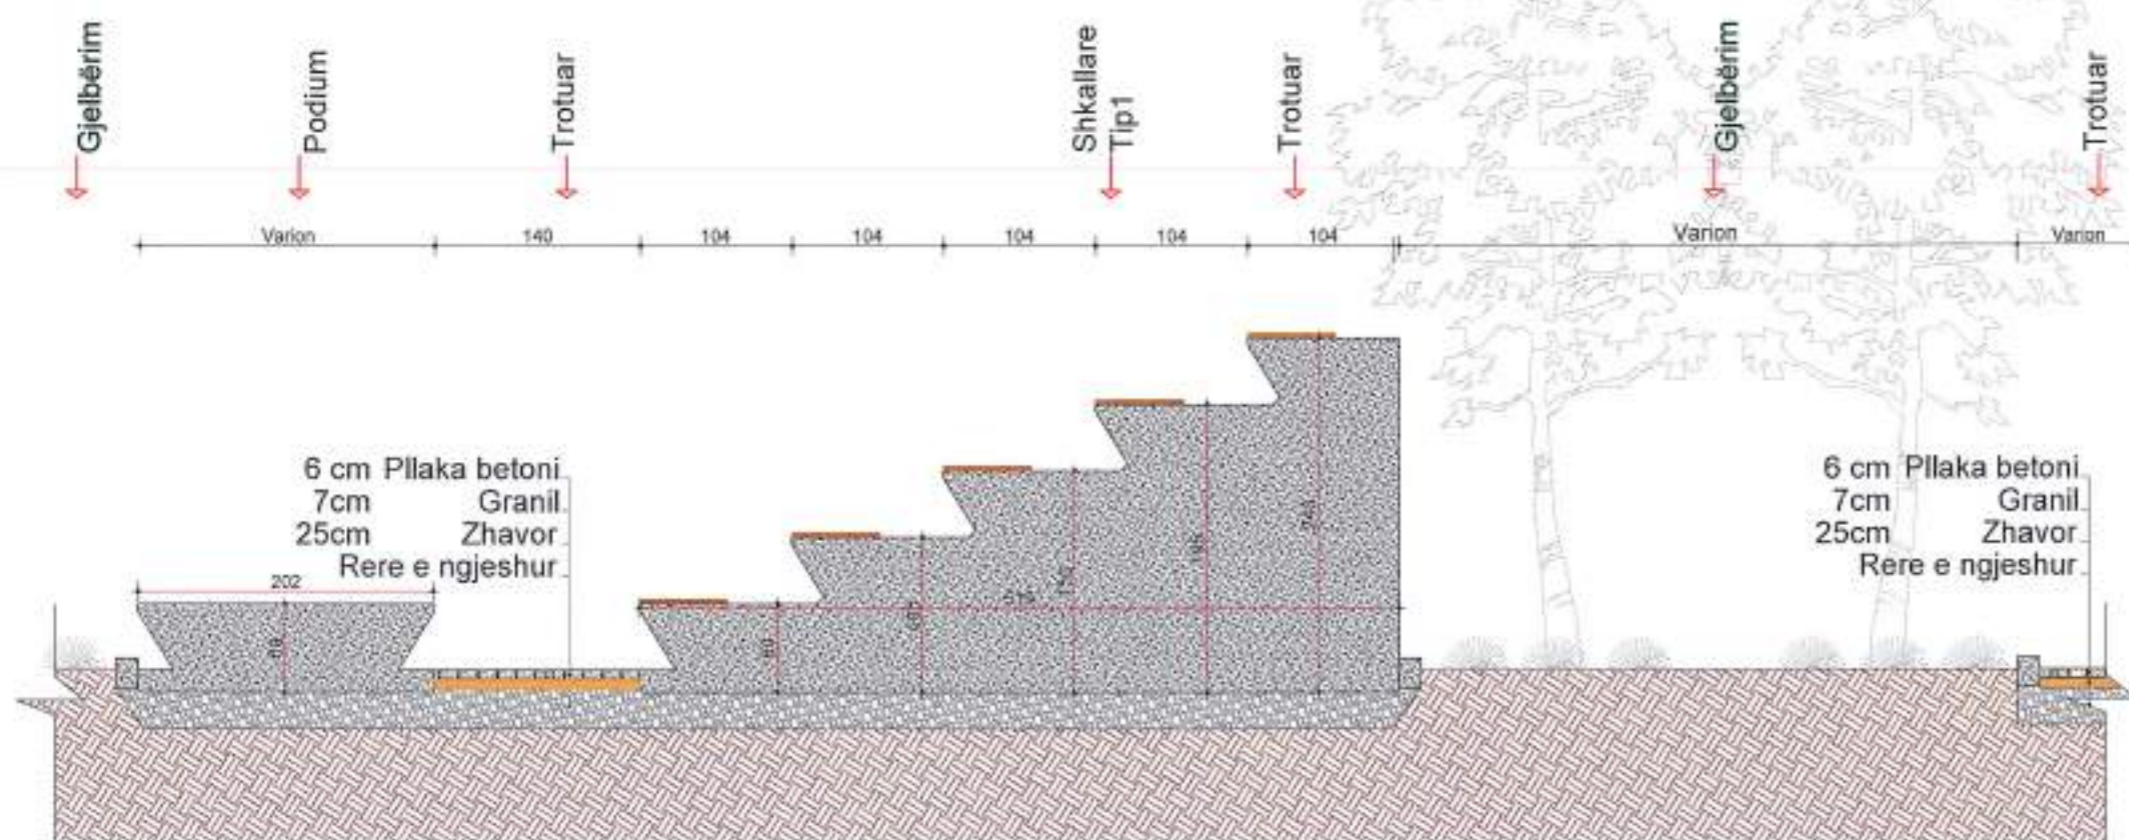 Gjelbërim
Podium
Trotuar
Shkallare
Tip1
Trotuar
Gjelbërim
Trotuar
Varion 140 104 104 104 104 104 Varion Varion
6 cm Pllaka betoni
7cm Granil
25cm Zhavor
Rere e ngjeshur
202
6 cm Pllaka betoni
7cm Granil
25cm Zhavor
Rere e ngjeshur